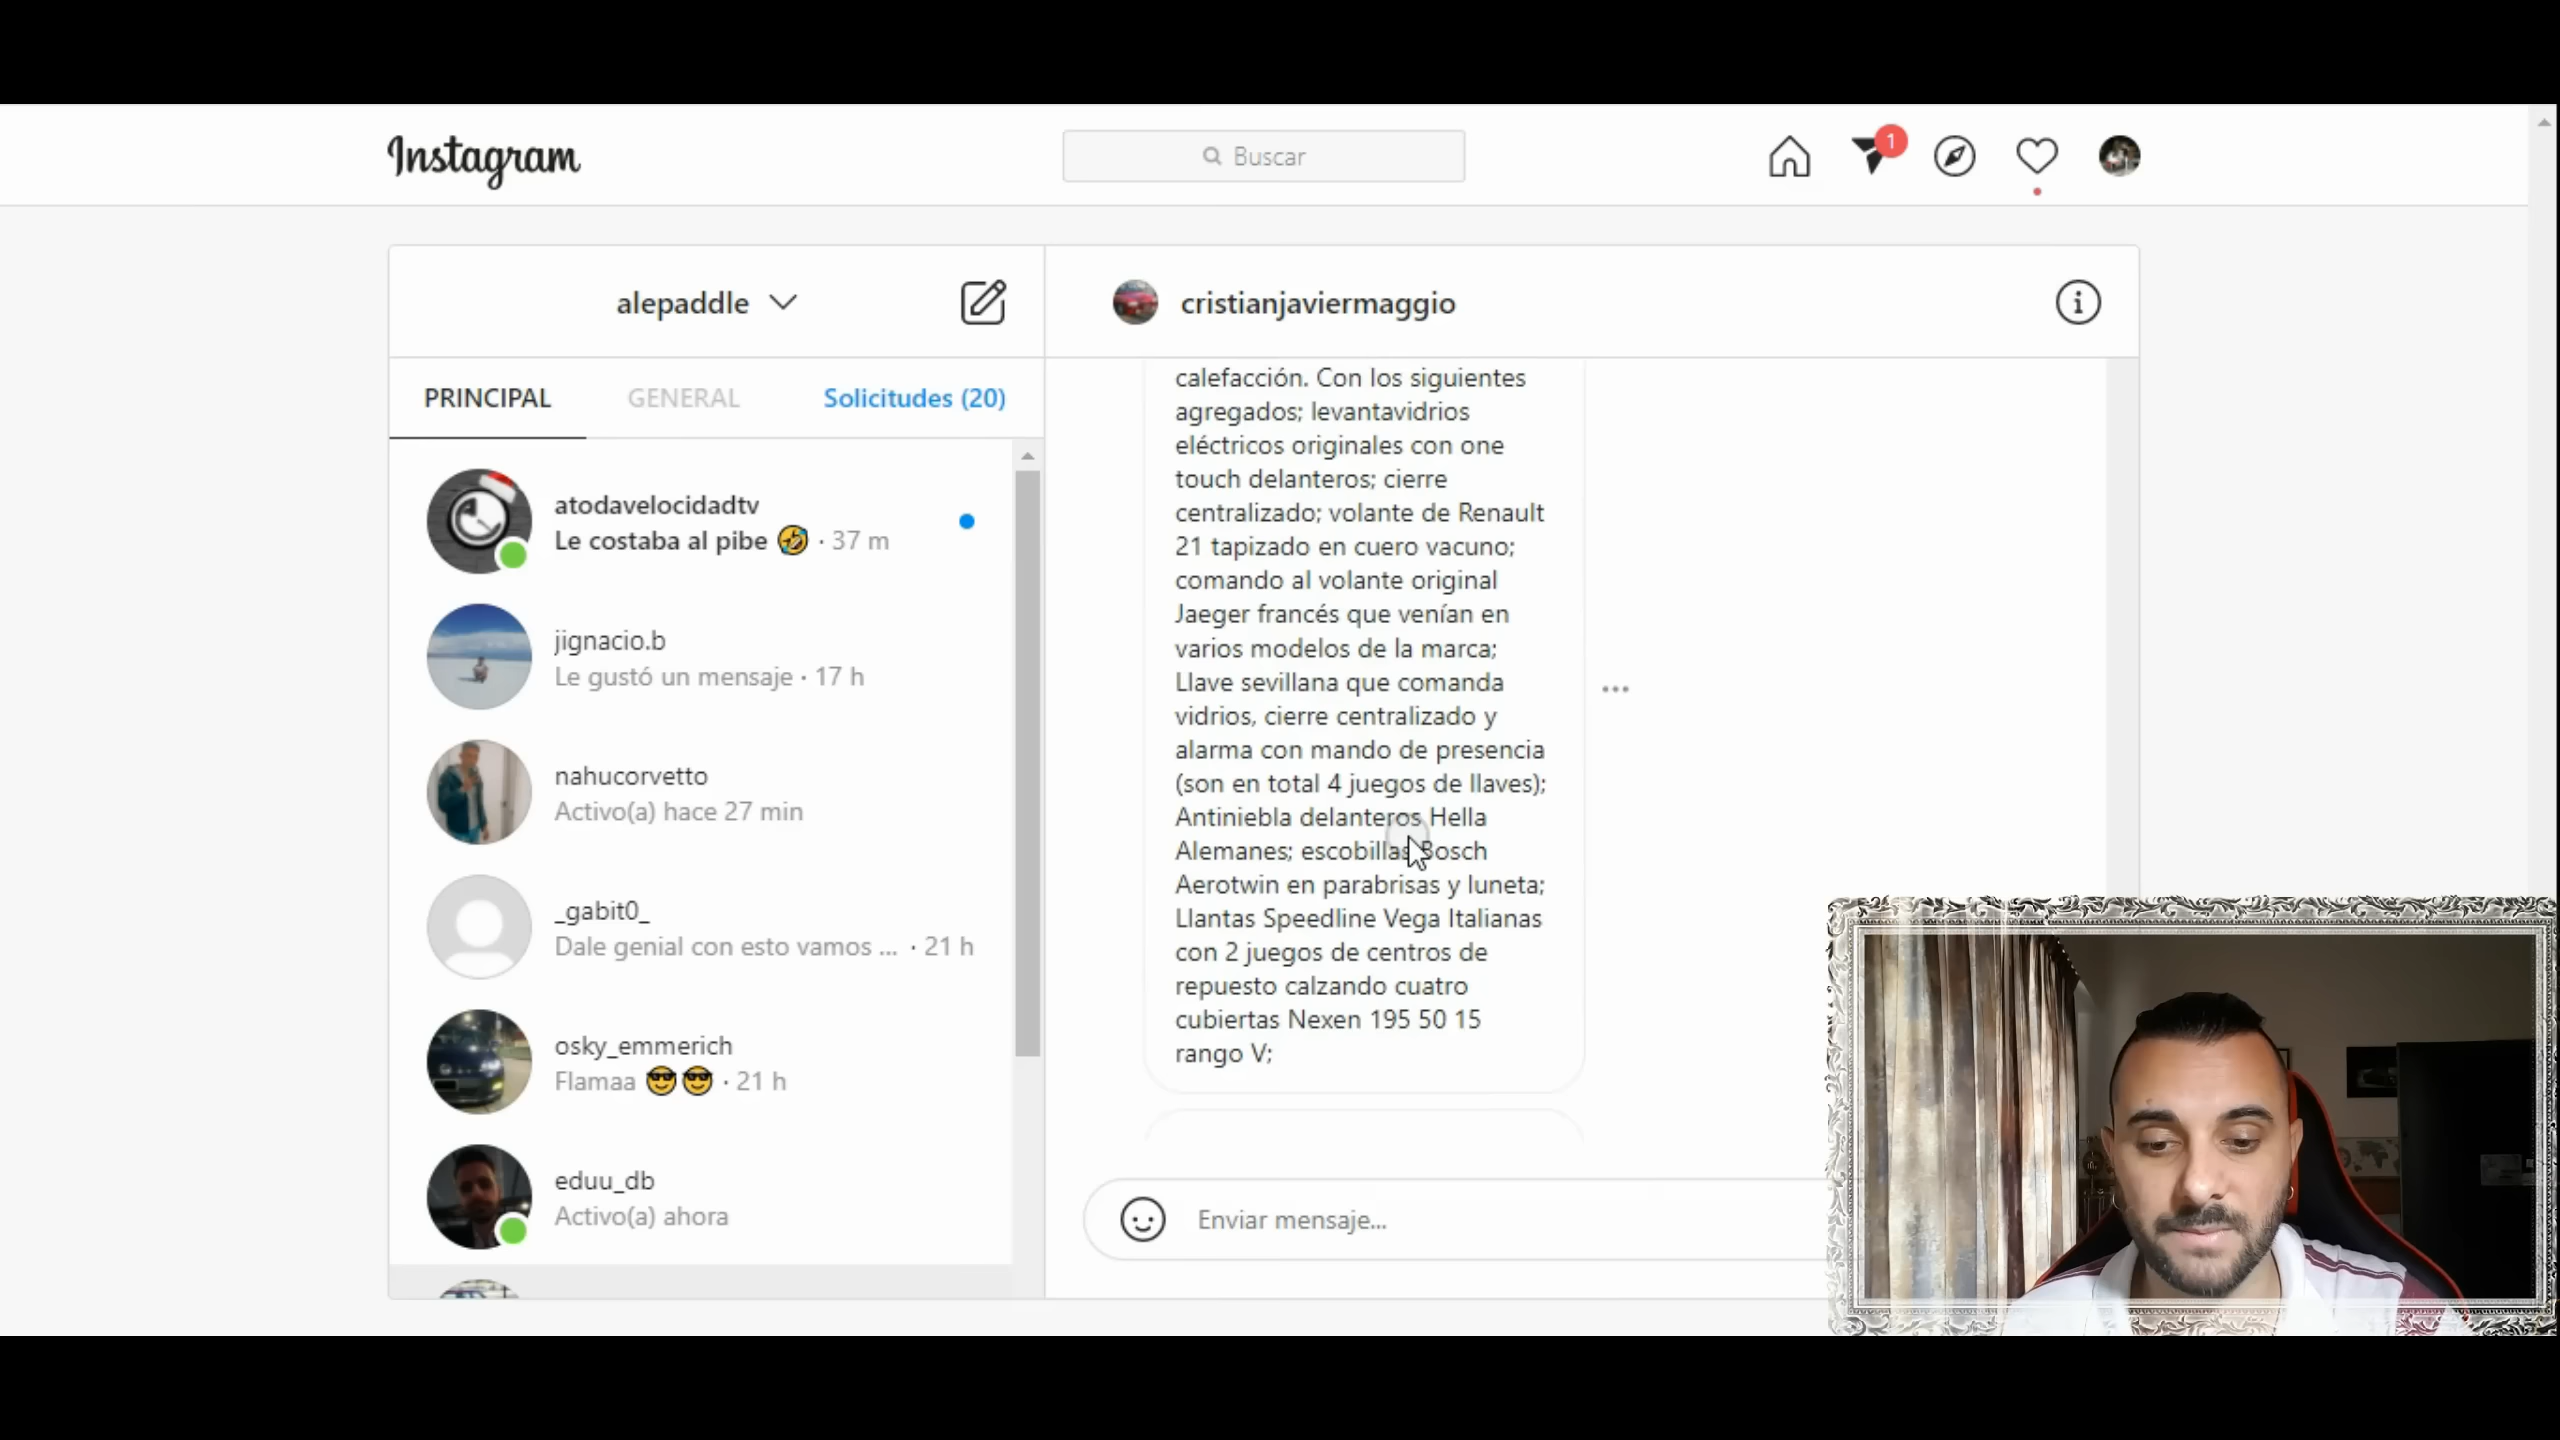 Instagram
Buscar
1
alepaddle
cristianjaviermaggio
PRINCIPAL
GENERAL
Solicitudes (20)
atodavelocidadtv
Le costaba al pibe 🤣 · 37 m
jignacio.b
Le gustó un mensaje · 17 h
nahucorvetto
Activo(a) hace 27 min
_gabit0_
Dale genial con esto vamos ... · 21 h
osky_emmerich
Flamaa 😎😎 · 21 h
eduu_db
Activo(a) ahora
calefacción. Con los siguientes
agregados; levantavidrios
eléctricos originales con one
touch delanteros; cierre
centralizado; volante de Renault
21 tapizado en cuero vacuno;
comando al volante original
Jaeger francés que venían en
varios modelos de la marca;
Llave sevillana que comanda
vidrios, cierre centralizado y
alarma con mando de presencia
(son en total 4 juegos de llaves);
Antiniebla delanteros Hella
Alemanes; escobillas Bosch
Aerotwin en parabrisas y luneta;
Llantas Speedline Vega Italianas
con 2 juegos de centros de
repuesto calzando cuatro
cubiertas Nexen 195 50 15
rango V;
Enviar mensaje...